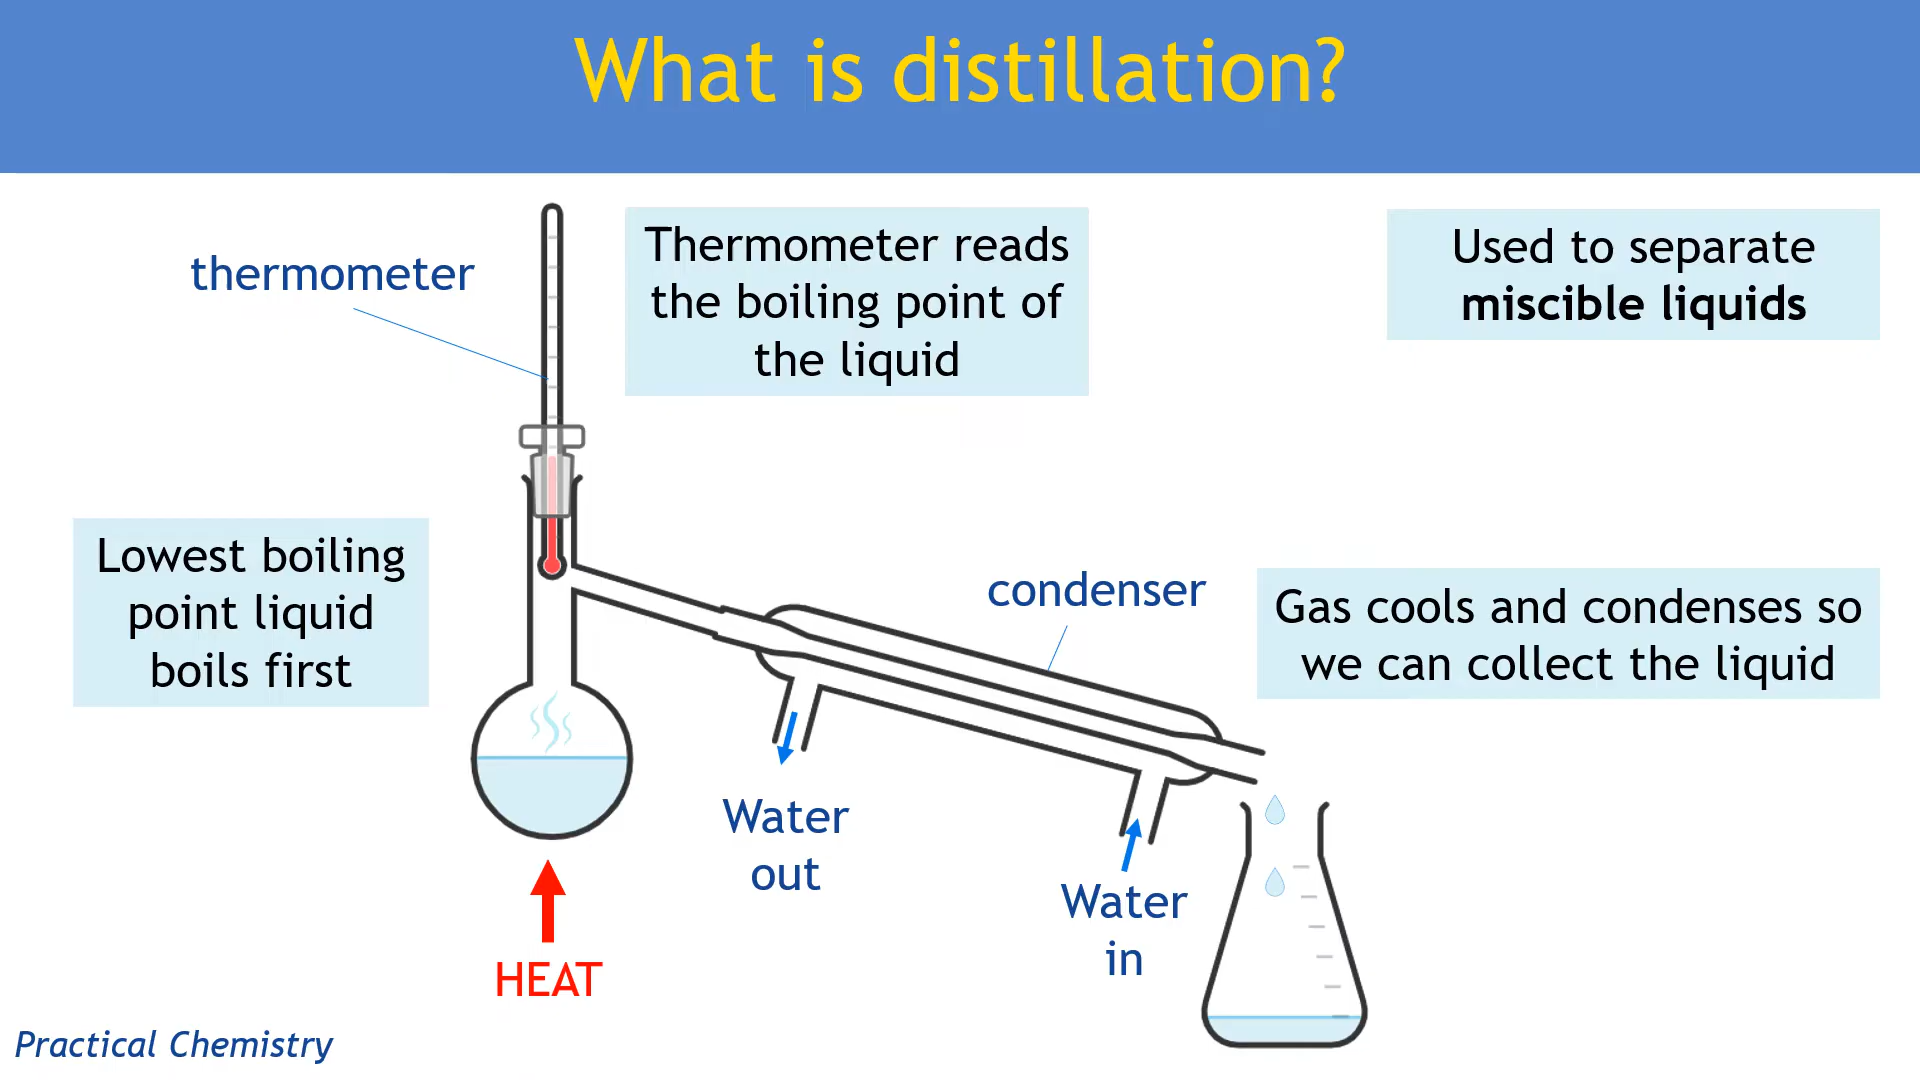 What is distillation?
thermometer
Thermometer reads
the boiling point of
the liquid
Used to separate
miscible liquids
Lowest boiling
point liquid
boils first
condenser
Gas cools and condenses so
we can collect the liquid
Water
out
Water
in
HEAT
Practical Chemistry